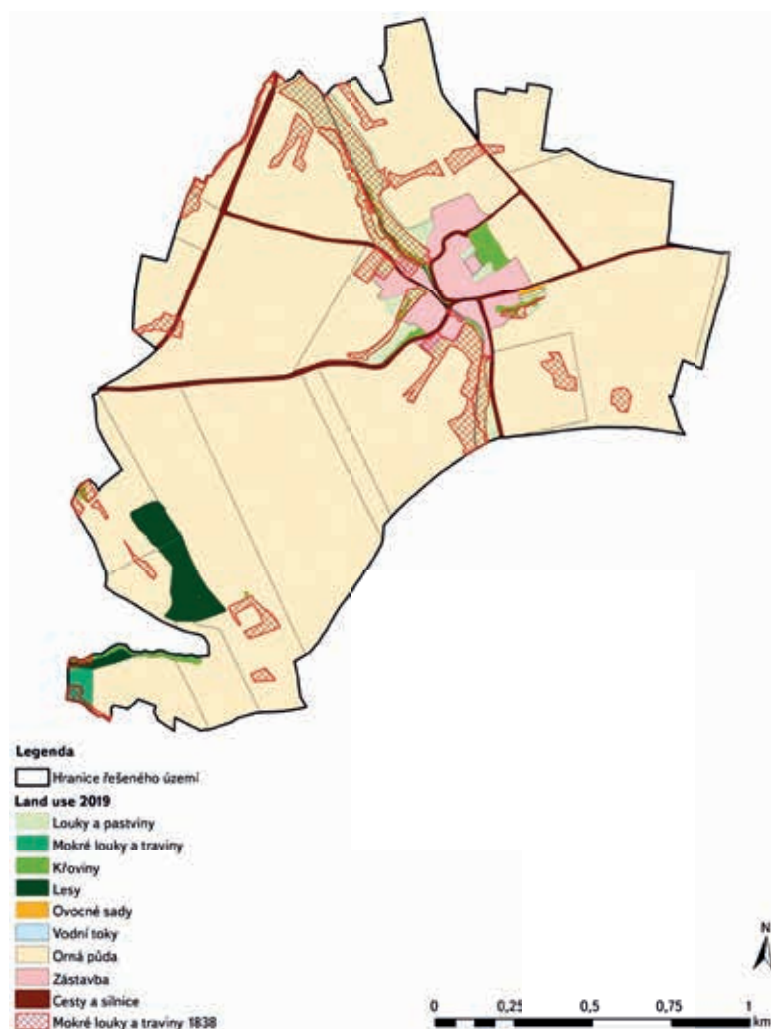 Legenda
Hranice řešeného území
Land use 2019
Louky a pastviny
Mokré louky a traviny
Křoviny
Lesy
Ovocné sady
Vodní toky
Orná půda
Zástavba
Cesty a silnice
Mokré louky a traviny 1838
N
0 0,25 0,5 0,75 1
km